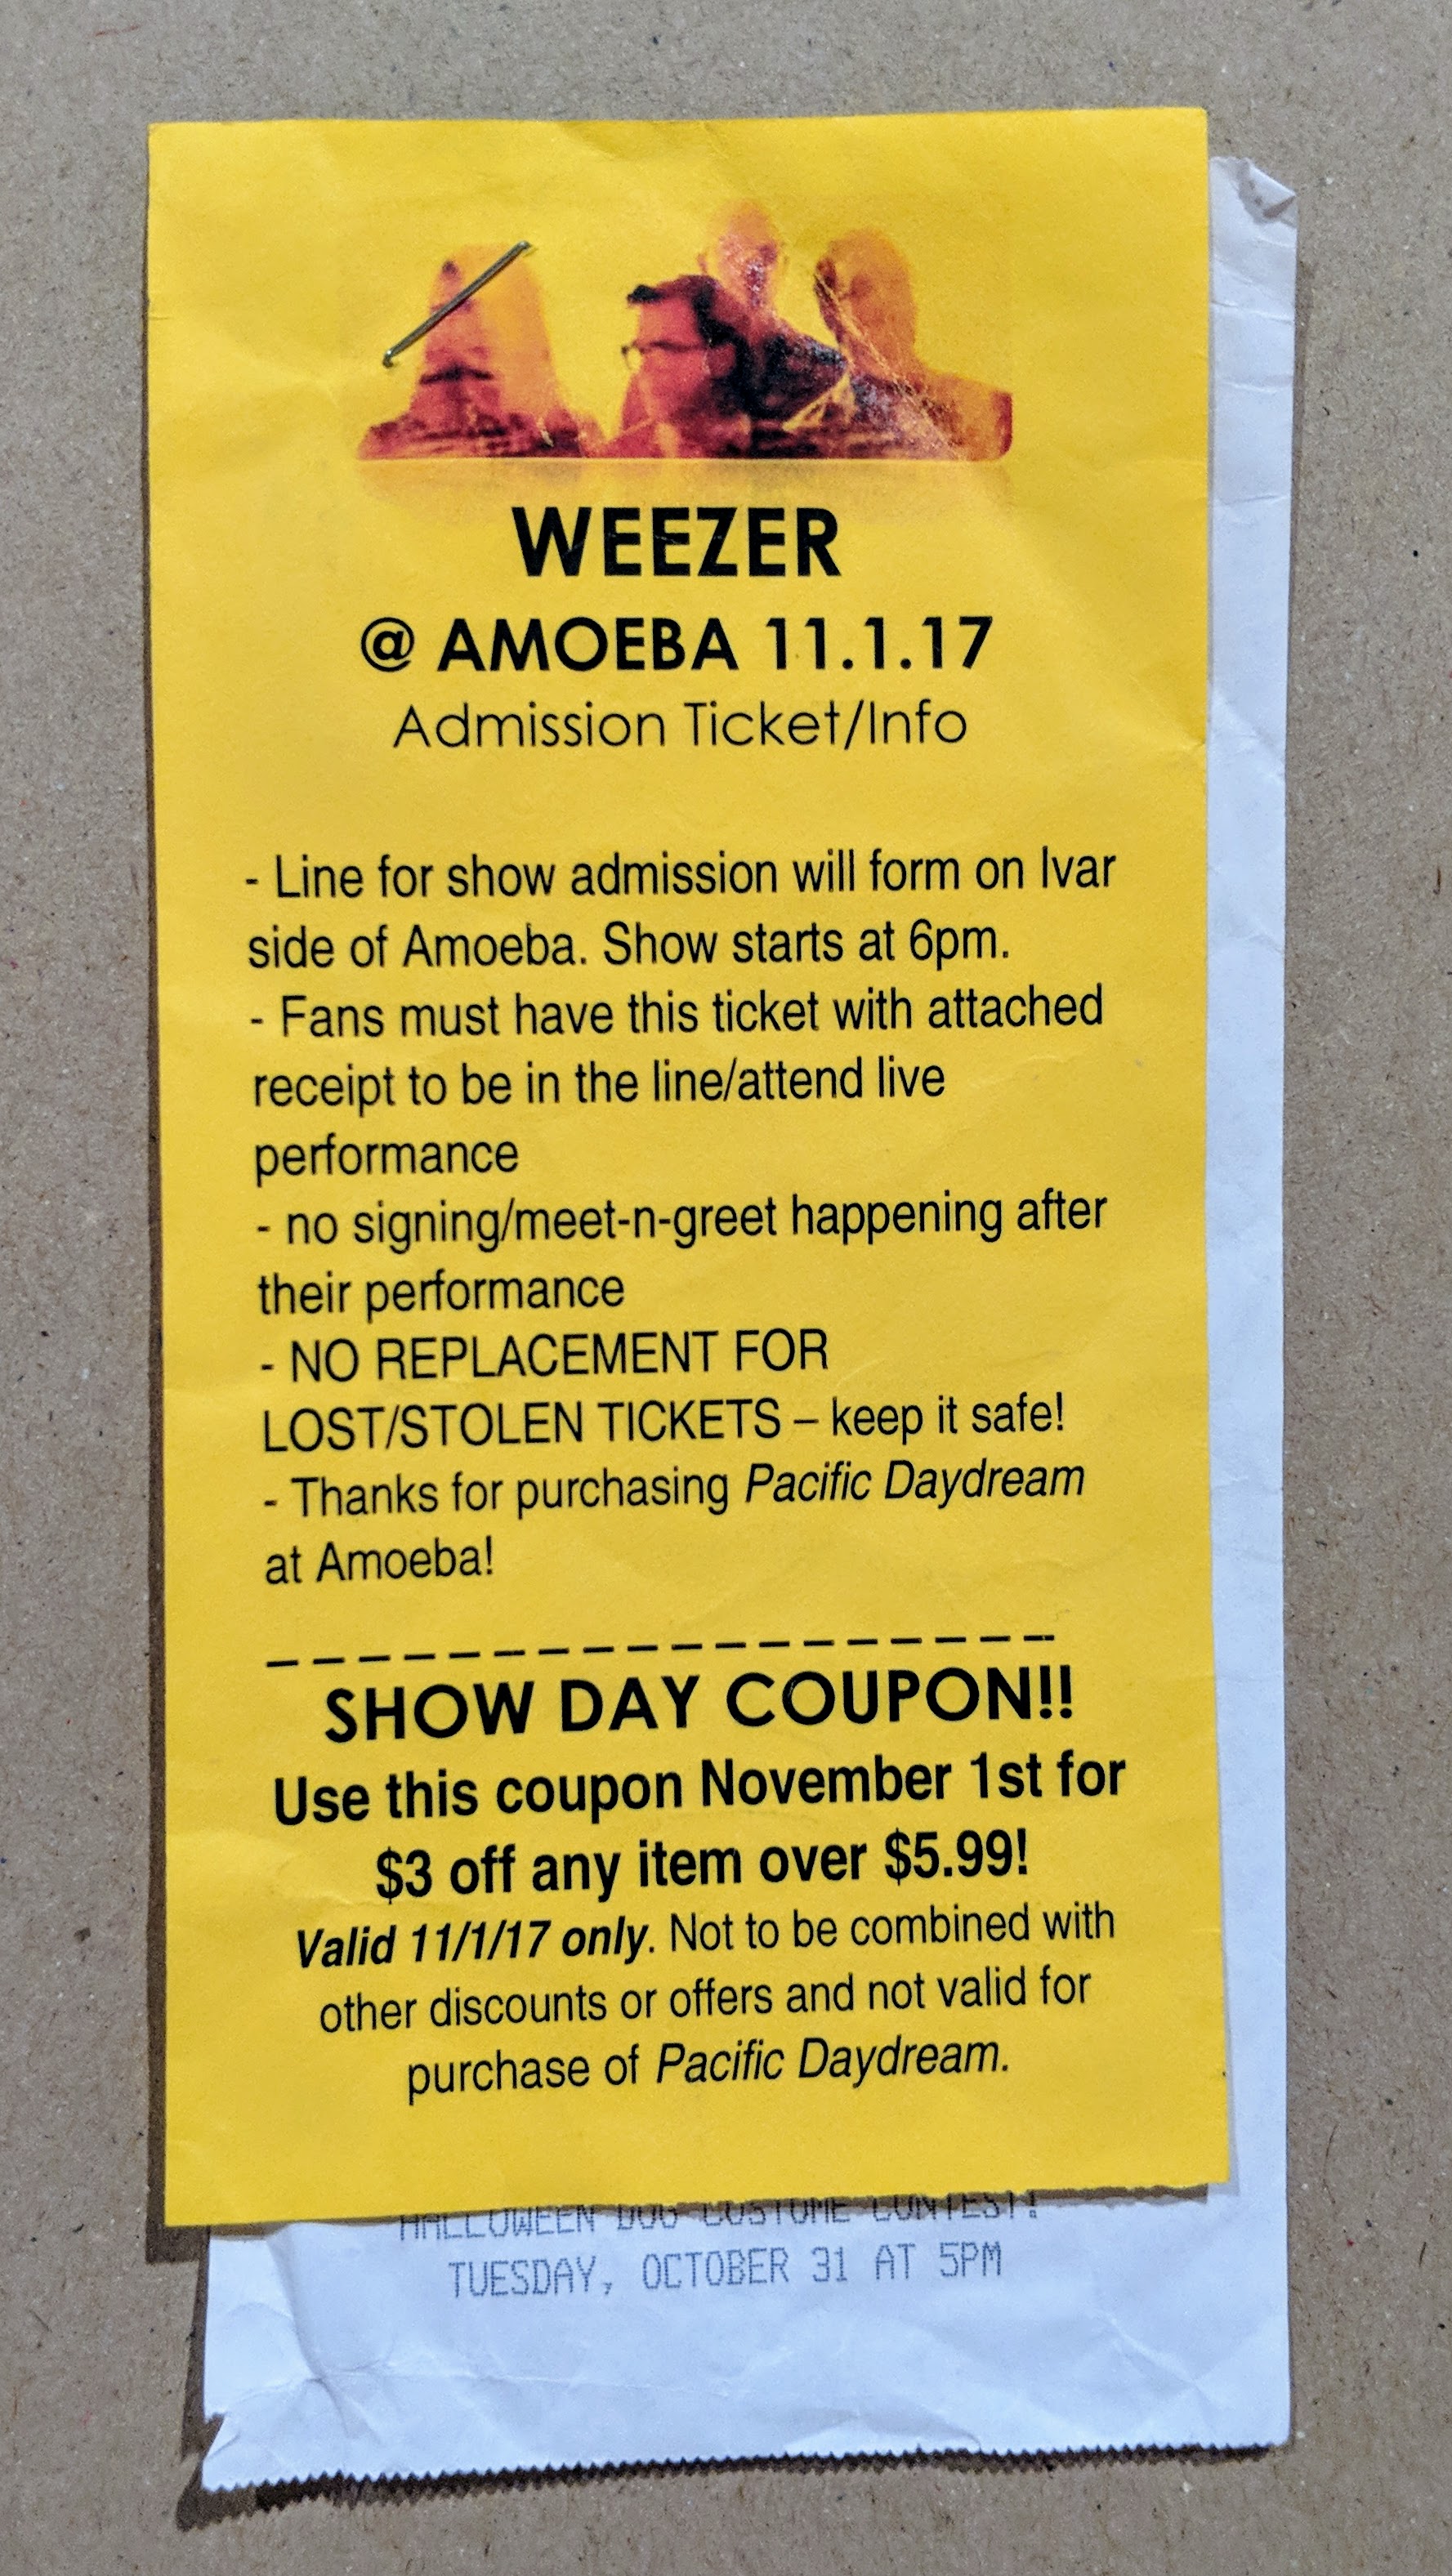 WEEZER
@ AMOEBA 11.1.17
Admission Ticket/Info
- Line for show admission will form on Ivar
side of Amoeba. Show starts at 6pm.
- Fans must have this ticket with attached
receipt to be in the line/attend live
performance
- no signing/meet-n-greet happening after
their performance
- NO REPLACEMENT FOR
LOST/STOLEN TICKETS – keep it safe!
- Thanks for purchasing Pacific Daydream
at Amoeba!
SHOW DAY COUPON!!
Use this coupon November 1st for
$3 off any item over $5.99!
Valid 11/1/17 only. Not to be combined with
other discounts or offers and not valid for
purchase of Pacific Daydream.
HALLOWEEN DOG COSTUME CONTEST!
TUESDAY, OCTOBER 31 AT 5PM